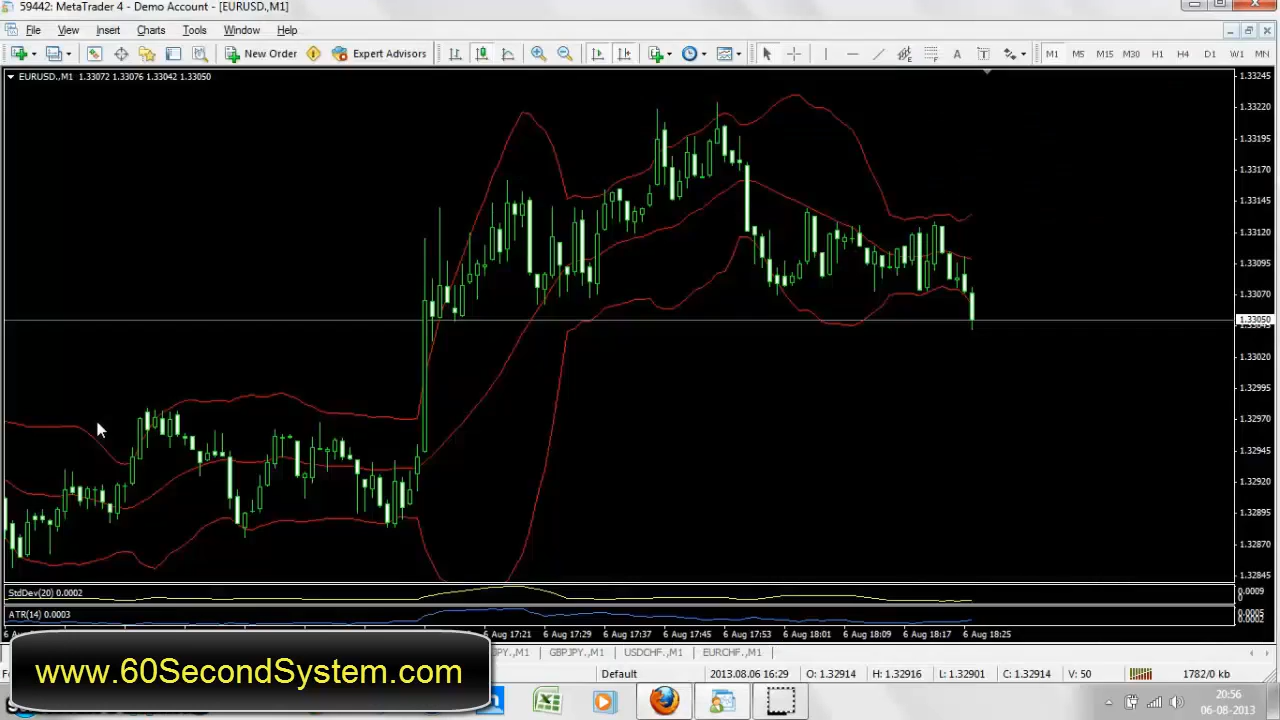 59442: MetaTrader 4 - Demo Account - [EURUSD.,M1]
File View Insert Charts Tools Window Help
New Order Expert Advisors A T M1 M5 M15 M30 H1 H4 D1 W1 MN
EURUSD.,M1 1.33072 1.33076 1.33042 1.33050
1.33245
1.33220
1.33195
1.33170
1.33145
1.33120
1.33095
1.33070
1.33050
1.33020
1.32995
1.32970
1.32945
1.32920
1.32895
1.32870
1.32845
StdDev(20) 0.0002
0.0009
0
ATR(14) 0.0003
0.0005
0.0002
6 Aug 17:21 6 Aug 17:29 6 Aug 17:37 6 Aug 17:45 6 Aug 17:53 6 Aug 18:01 6 Aug 18:09 6 Aug 18:17 6 Aug 18:25
GBPJPY.,M1 USDCHF.,M1 EURCHF.,M1
Default 2013.08.06 16:29 O: 1.32914 H: 1.32916 L: 1.32901 C: 1.32914 V: 50 1782/0 kb
www.60SecondSystem.com
20:56
06-08-2013